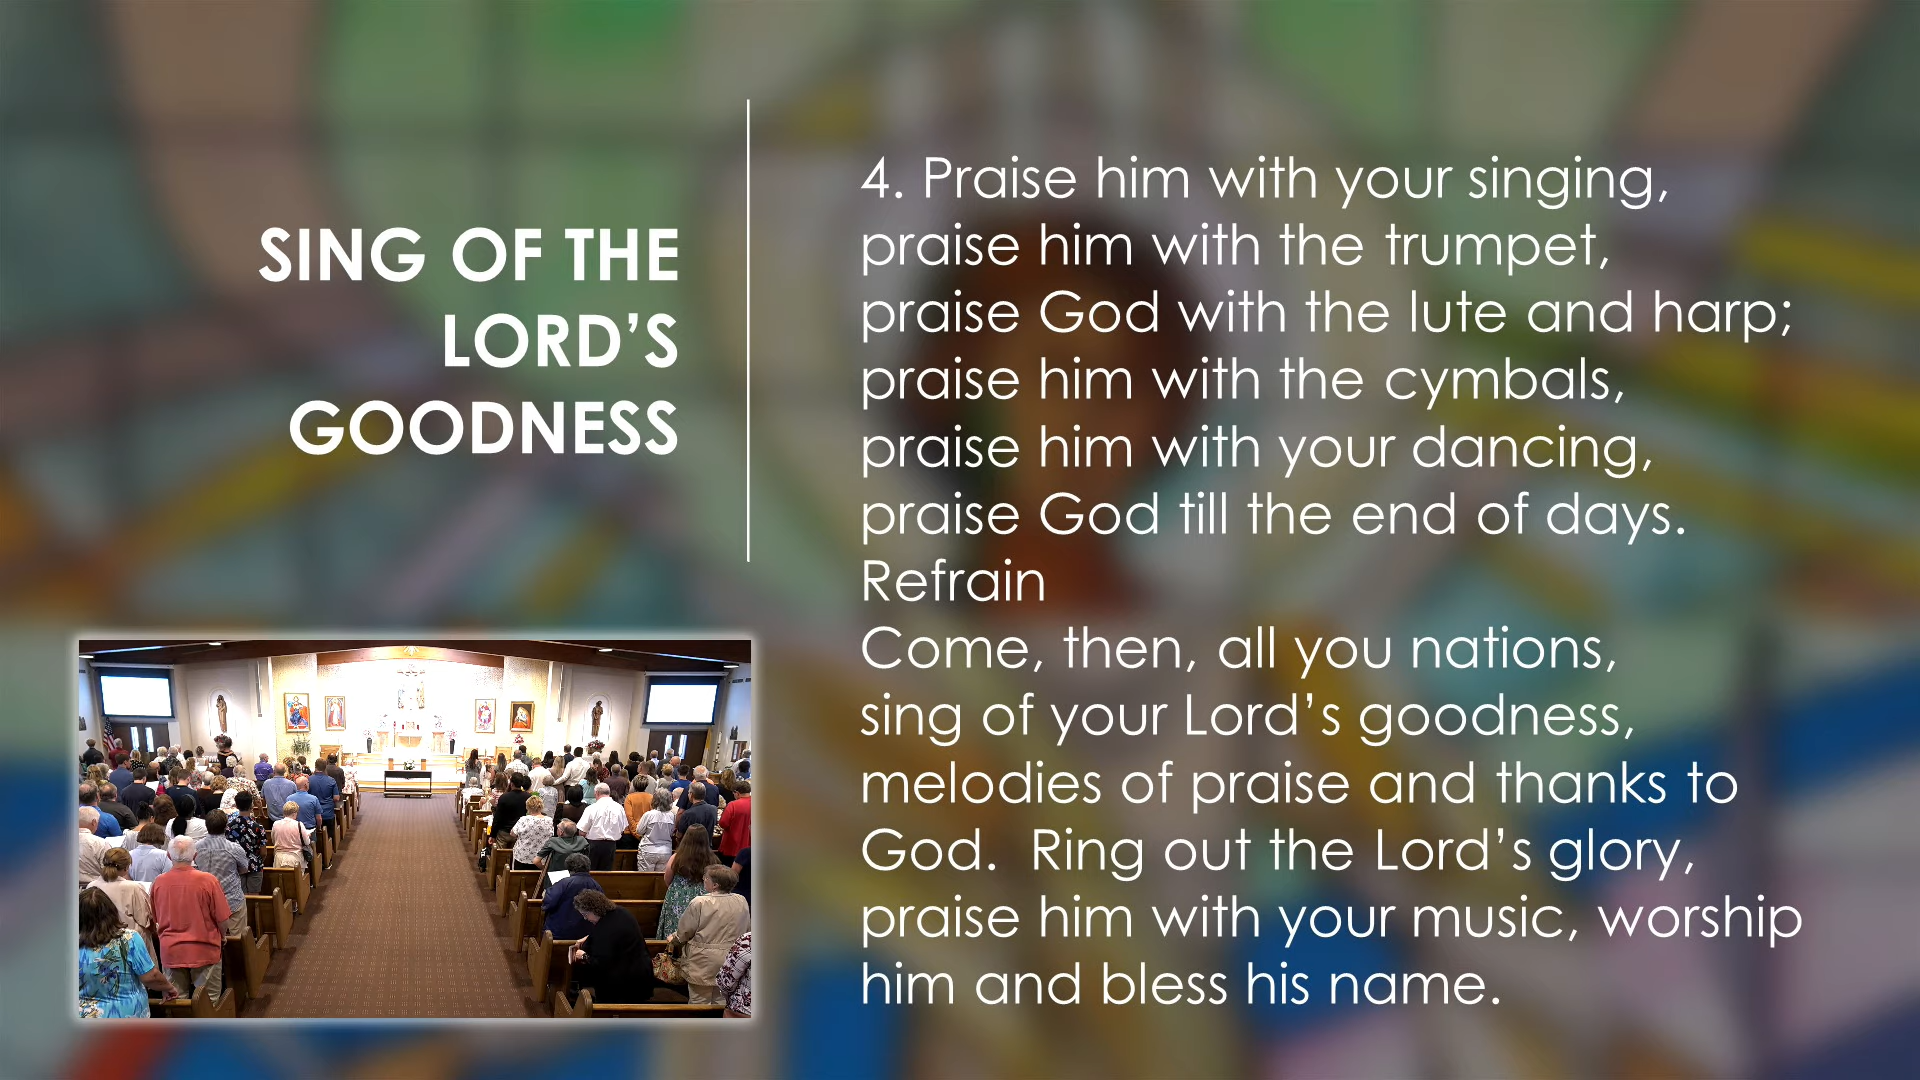 SING OF THE
LORD’S
GOODNESS
4. Praise him with your singing,
praise him with the trumpet,
praise God with the lute and harp;
praise him with the cymbals,
praise him with your dancing,
praise God till the end of days.
Refrain
Come, then, all you nations,
sing of your Lord’s goodness,
melodies of praise and thanks to
God.  Ring out the Lord’s glory,
praise him with your music, worship
him and bless his name.